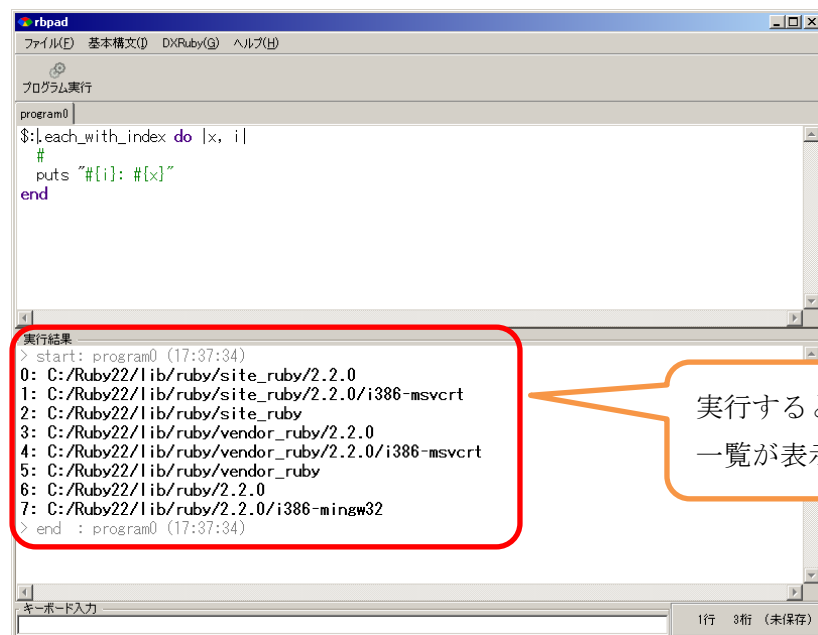 rbpad
ファイル(F) 基本構文(I) DXRuby(G) ヘルプ(H)
プログラム実行
program0
$:.each_with_index do |x, i|
#
puts "#{i}: #{x}"
end
実行結果
> start: program0 (17:37:34)
0: C:/Ruby22/lib/ruby/site_ruby/2.2.0
1: C:/Ruby22/lib/ruby/site_ruby/2.2.0/i386-msvcrt
2: C:/Ruby22/lib/ruby/site_ruby
3: C:/Ruby22/lib/ruby/vendor_ruby/2.2.0
4: C:/Ruby22/lib/ruby/vendor_ruby/2.2.0/i386-msvcrt
5: C:/Ruby22/lib/ruby/vendor_ruby
6: C:/Ruby22/lib/ruby/2.2.0
7: C:/Ruby22/lib/ruby/2.2.0/i386-mingw32
> end : program0 (17:37:34)
実行すると
一覧が表示
キーボード入力
1行 3桁 (未保存)